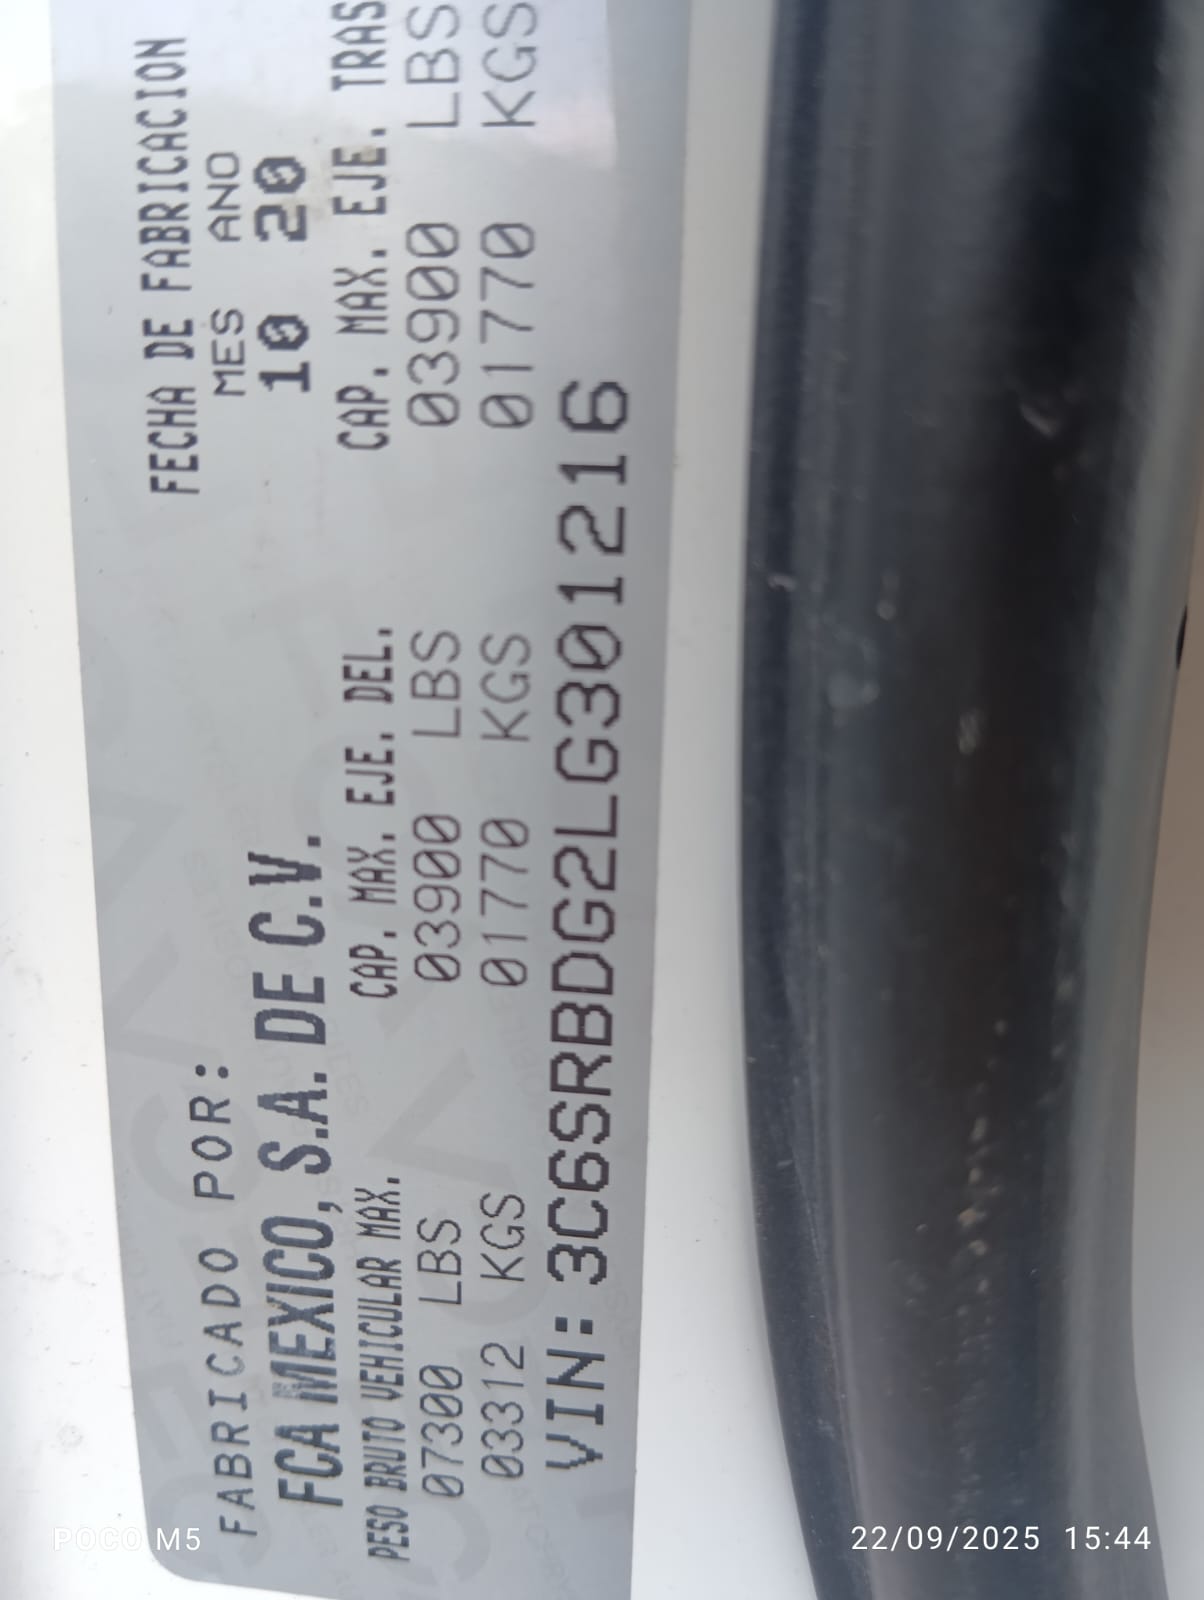 FABRICADO POR:
FCA MEXICO, S.A. DE C.V.
FECHA DE FABRICACION
MES ANO
10 20
PESO BRUTO VEHICULAR MAX.
07300 LBS
03312 KGS
CAP. MAX. EJE. DEL.
03900 LBS
01770 KGS
CAP. MAX. EJE. TRAS
03900 LBS
01770 KGS
VIN: 3C6SRBDG2LG301216
POCO M5
22/09/2025 15:44